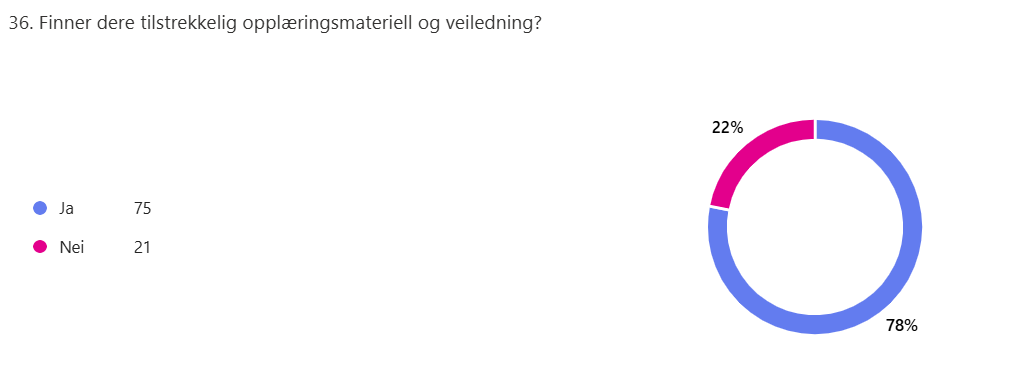 36. Finner dere tilstrekkelig opplæringsmateriell og veiledning?
22%
Ja 75
Nei 21
78%